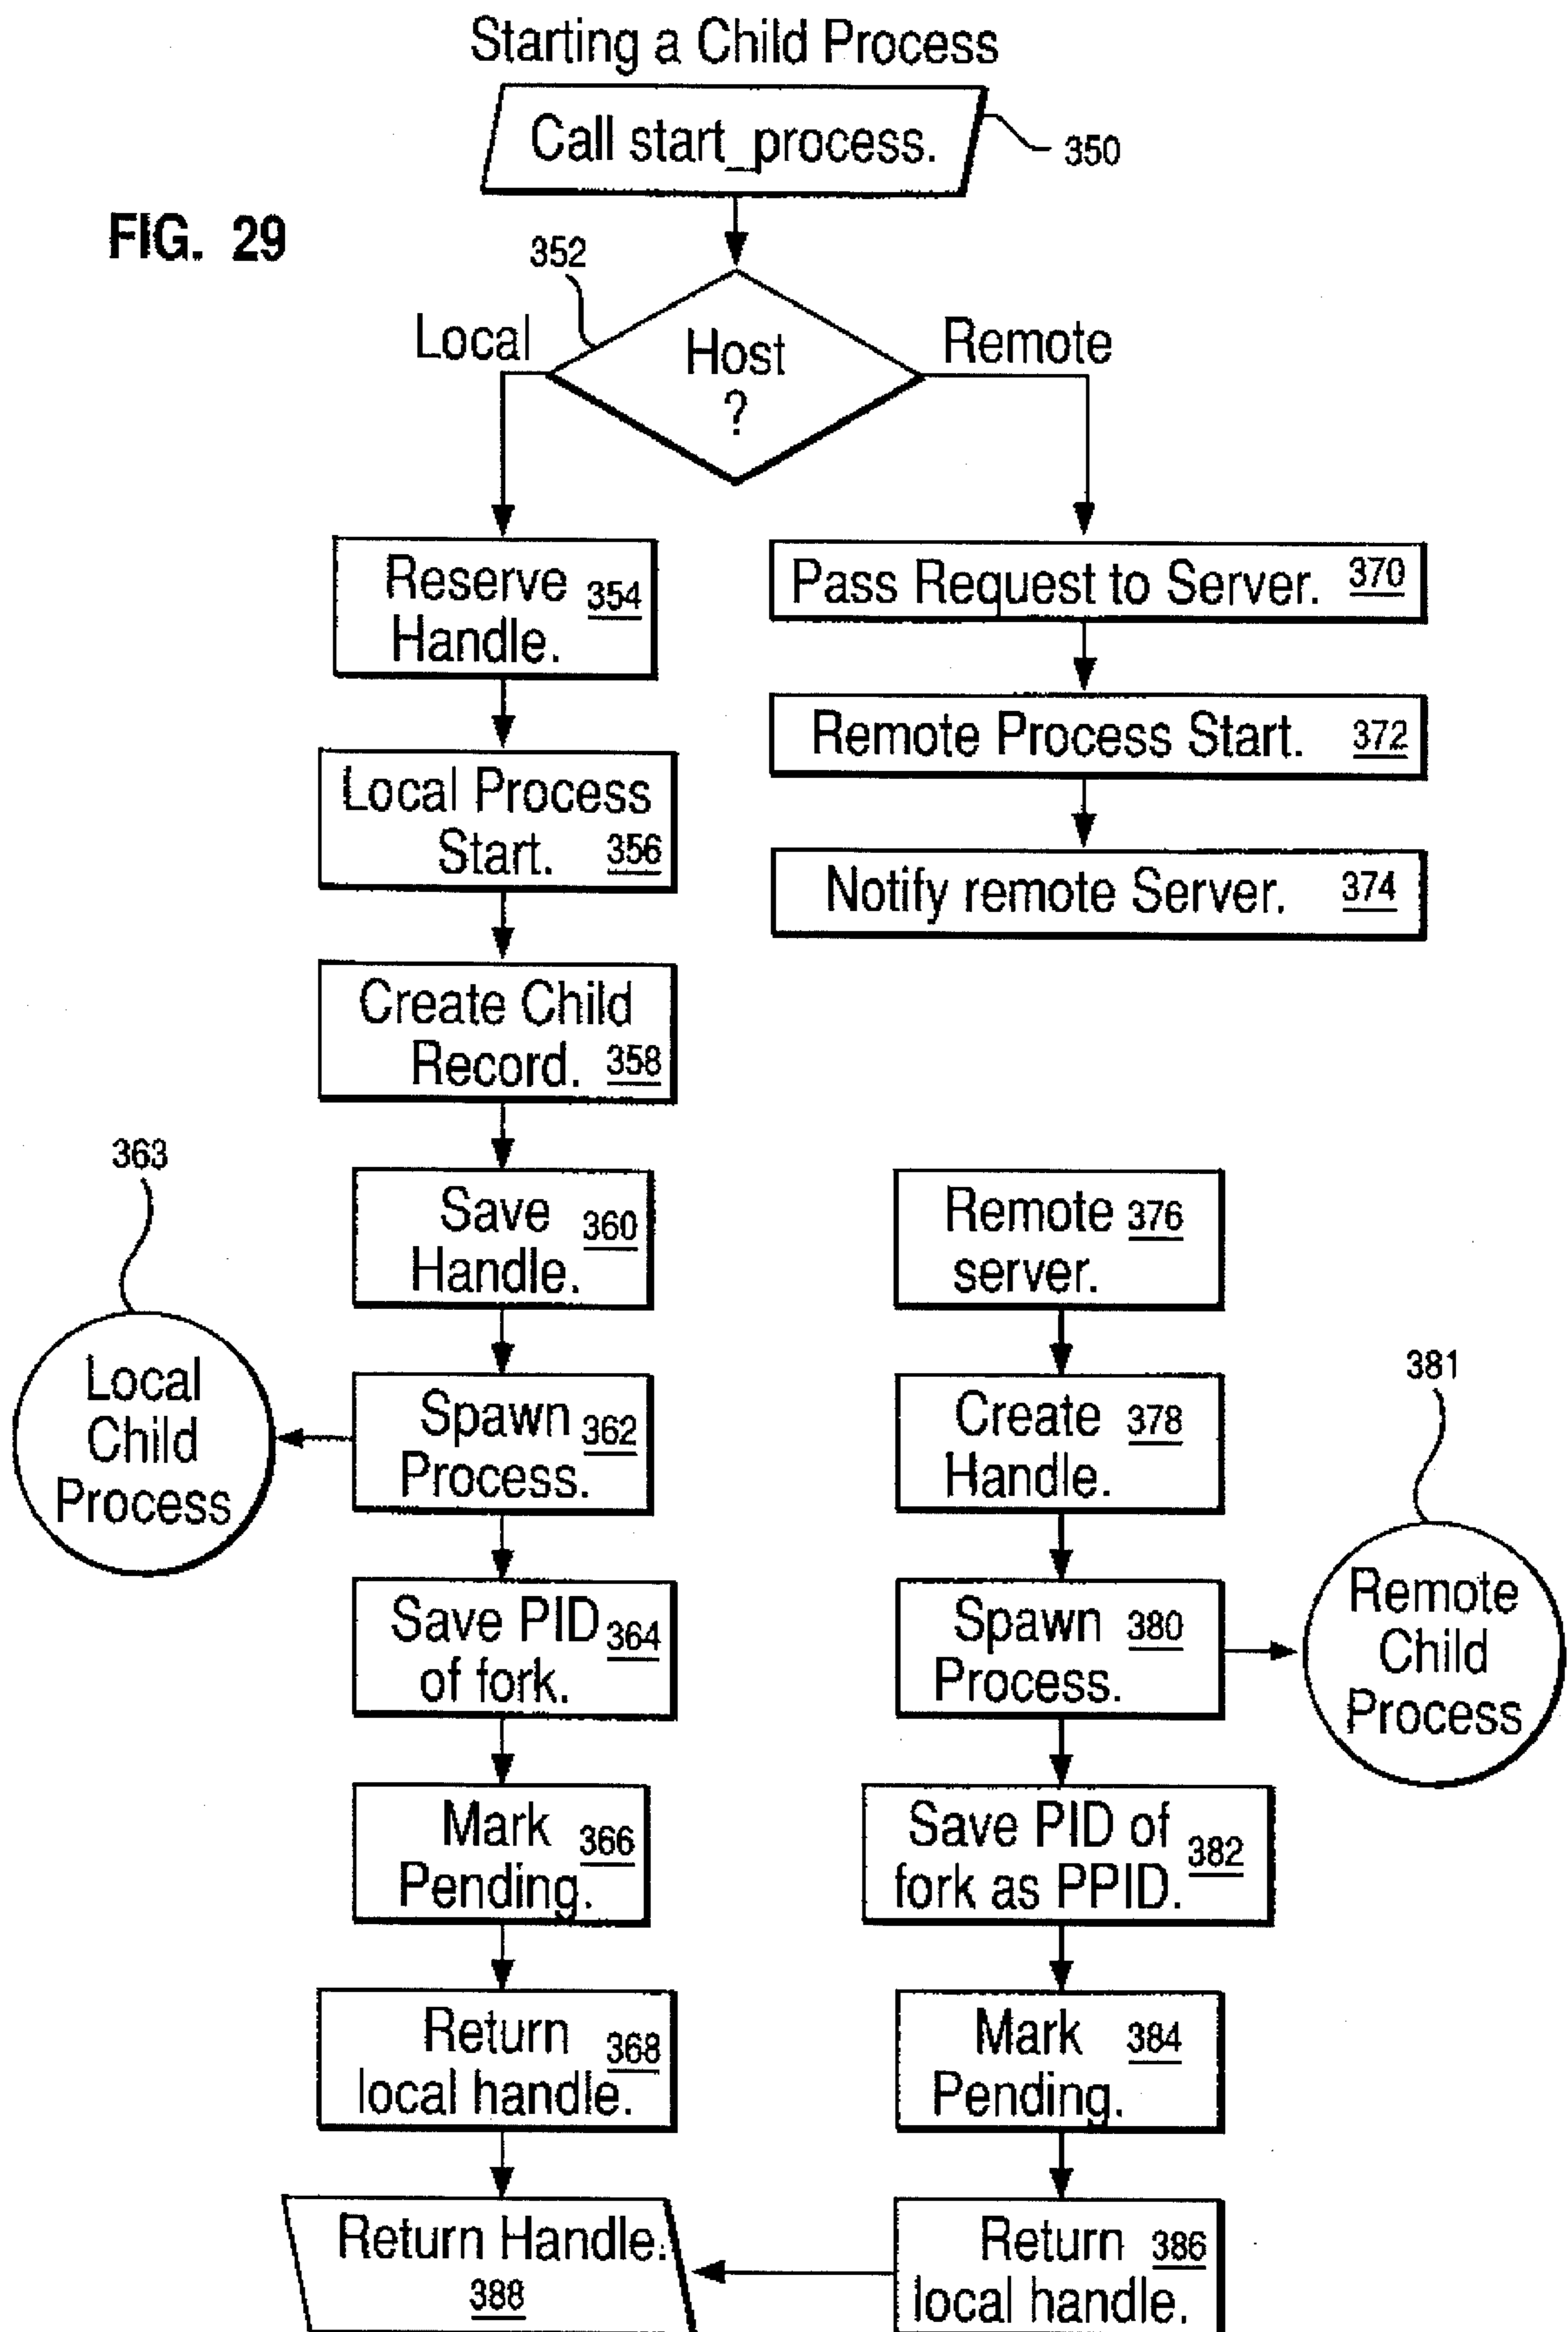 Starting a Child Process
Call start_process.
350
FIG. 29
352
Local
Host
?
Remote
Reserve
Handle.
354
Pass Request to Server. 370
Remote Process Start. 372
Notify remote Server. 374
Local Process
Start. 356
Create Child
Record. 358
363
Save
Handle.
360
Local
Child
Process
Spawn
Process.
362
Save PID
of fork.
364
Mark
Pending.
366
Return
local handle.
368
Remote
server.
376
Create
Handle.
378
381
Spawn
Process.
380
Remote
Child
Process
Save PID of
fork as PPID.
382
Mark
Pending.
384
Return
local handle.
386
Return Handle.
388